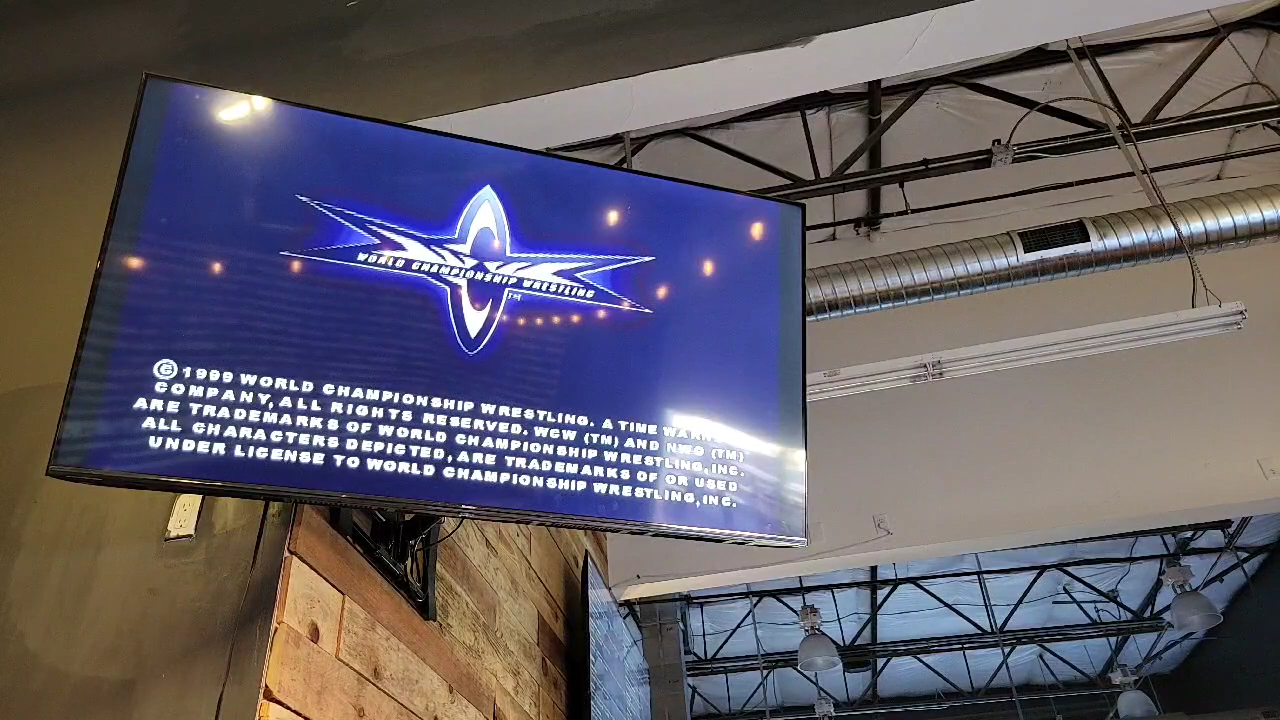 WORLD CHAMPIONSHIP WRESTLING
TM
© 1999 WORLD CHAMPIONSHIP WRESTLING. A TIME WARNER
COMPANY, ALL RIGHTS RESERVED. WCW (TM) AND NWO (TM)
ARE TRADEMARKS OF WORLD CHAMPIONSHIP WRESTLING, INC.
ALL CHARACTERS DEPICTED, ARE TRADEMARKS OF OR USED
UNDER LICENSE TO WORLD CHAMPIONSHIP WRESTLING, INC.